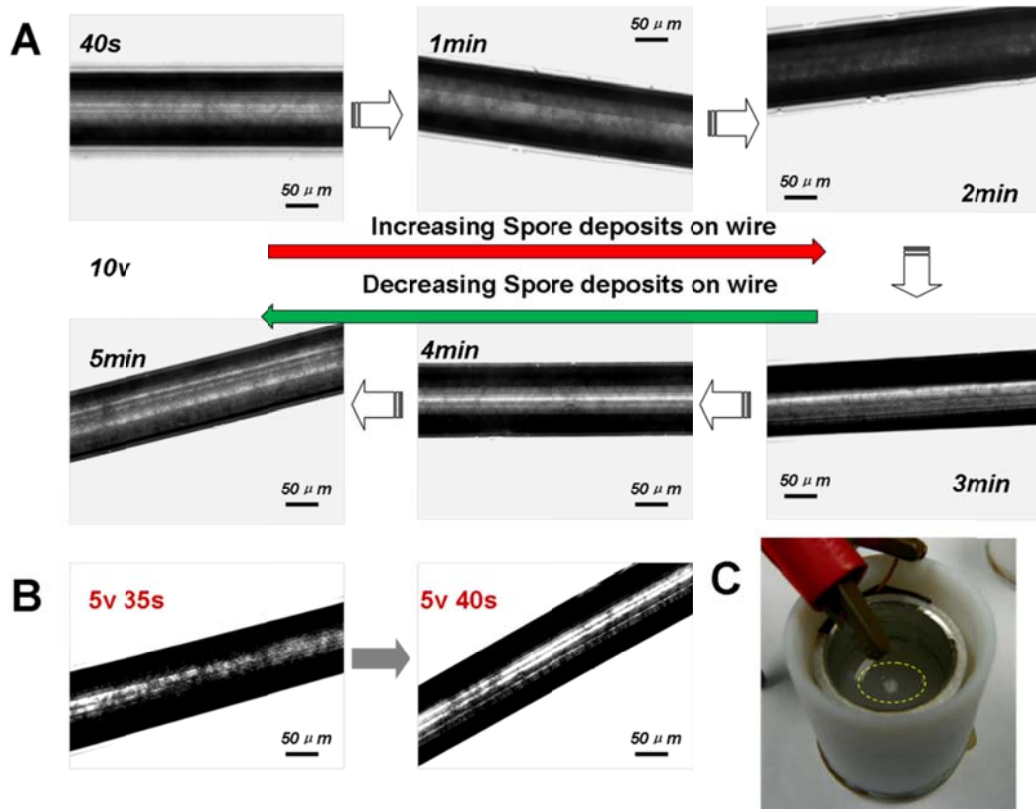 A
40s
50 μm
1min
50 μm
50 μm
2min
Increasing Spore deposits on wire
10v
Decreasing Spore deposits on wire
5min
50 μm
4min
50 μm
50 μm
3min
B
5v 35s
50 μm
5v 40s
50 μm
C